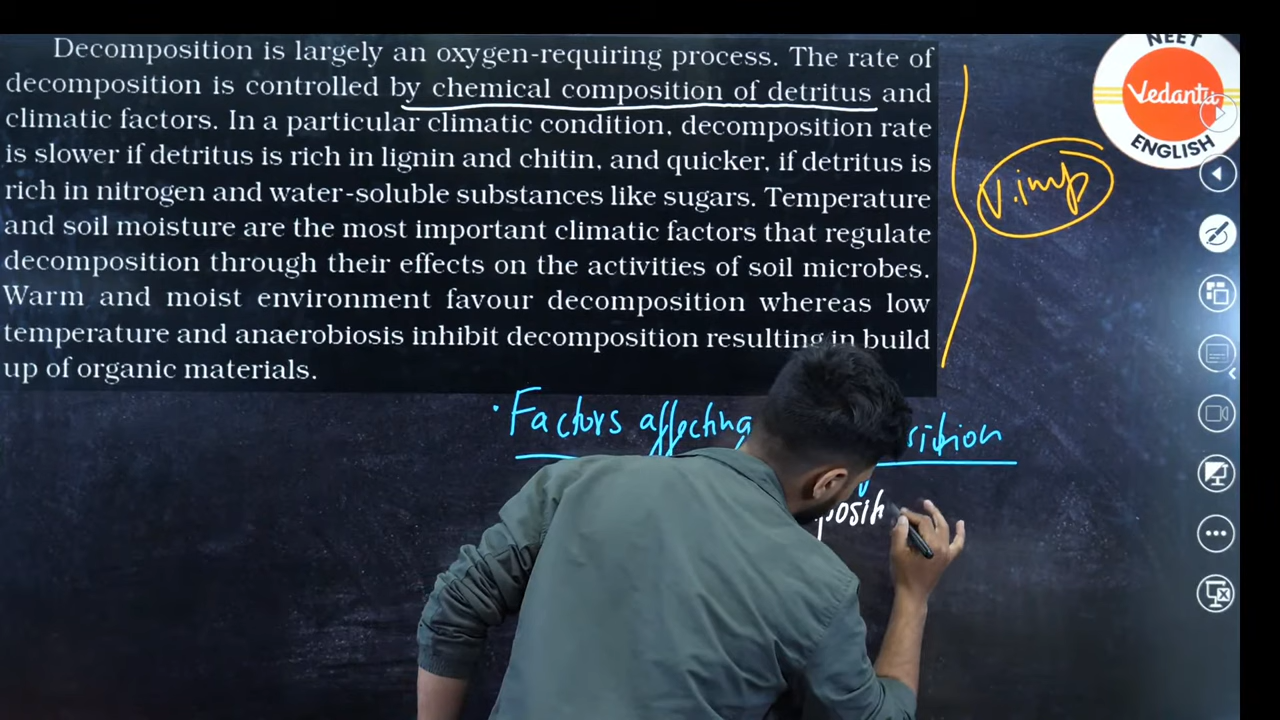 Decomposition is largely an oxygen-requiring process. The rate of
decomposition is controlled by chemical composition of detritus and
climatic factors. In a particular climatic condition, decomposition rate
is slower if detritus is rich in lignin and chitin, and quicker, if detritus is
rich in nitrogen and water-soluble substances like sugars. Temperature
and soil moisture are the most important climatic factors that regulate
decomposition through their effects on the activities of soil microbes.
Warm and moist environment favour decomposition whereas low
temperature and anaerobiosis inhibit decomposition resulting in build
up of organic materials.
NEET
Vedantu
ENGLISH
V.imp
• Factors affecting